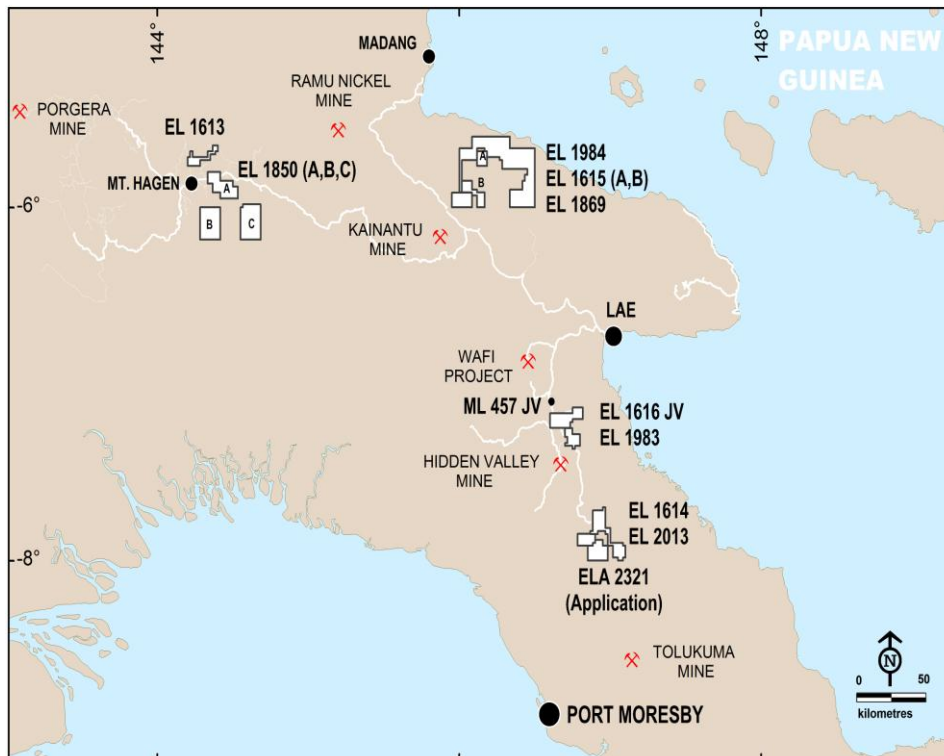 144°
148°
PAPUA NEW
GUINEA
MADANG
RAMU NICKEL
MINE
PORGERA
MINE
EL 1613
EL 1850 (A,B,C)
MT. HAGEN
A
B
C
A
B
EL 1984
EL 1615 (A,B)
EL 1869
-6°
KAINANTU
MINE
LAE
WAFI
PROJECT
ML 457 JV
EL 1616 JV
EL 1983
HIDDEN VALLEY
MINE
EL 1614
EL 2013
-8°
ELA 2321
(Application)
TOLUKUMA
MINE
N
0 50
kilometres
PORT MORESBY